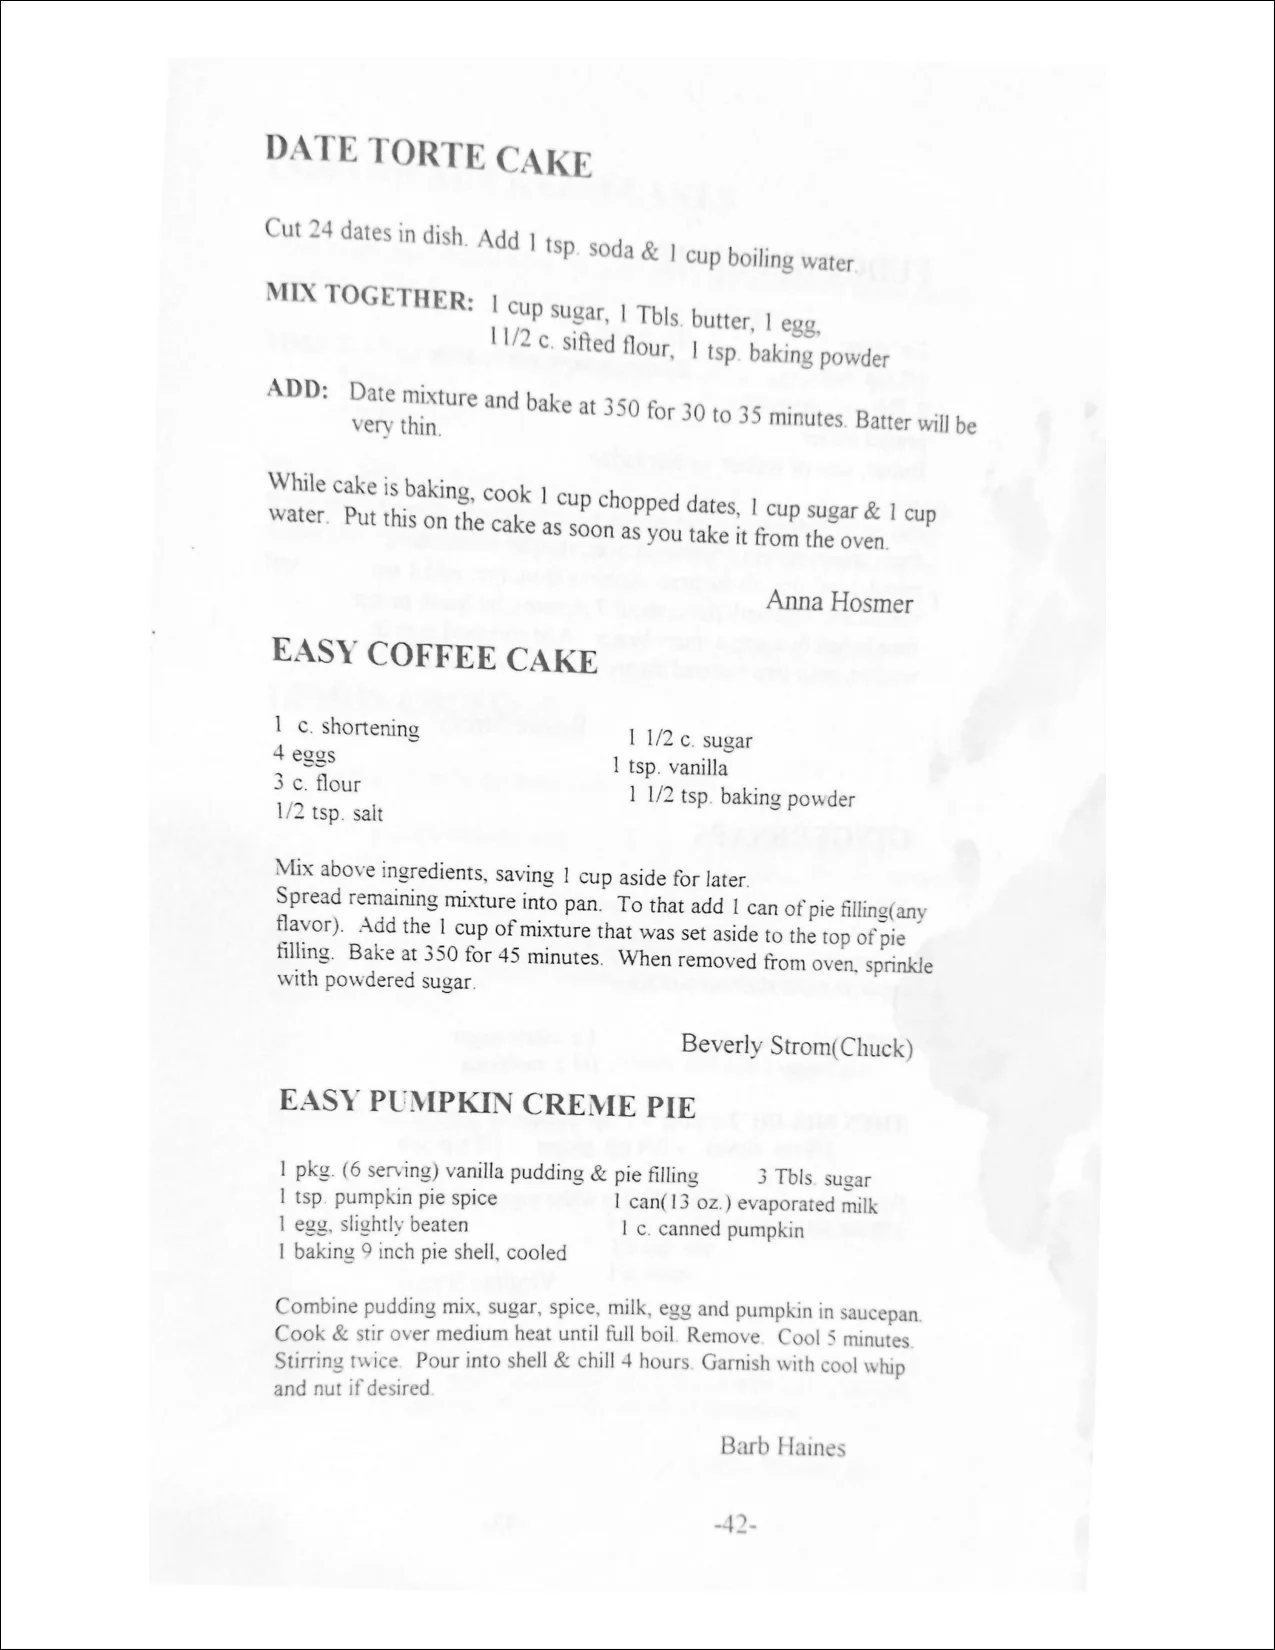 DATE TORTE CAKE
Cut 24 dates in dish. Add 1 tsp. soda & 1 cup boiling water.
MIX TOGETHER: 1 cup sugar, 1 Tbls. butter, 1 egg,
1 1/2 c. sifted flour, 1 tsp. baking powder
ADD: Date mixture and bake at 350 for 30 to 35 minutes. Batter will be
very thin.
While cake is baking, cook 1 cup chopped dates, 1 cup sugar & 1 cup
water. Put this on the cake as soon as you take it from the oven.
Anna Hosmer
EASY COFFEE CAKE
1 c. shortening 1 1/2 c. sugar
4 eggs 1 tsp. vanilla
3 c. flour 1 1/2 tsp. baking powder
1/2 tsp. salt
Mix above ingredients, saving 1 cup aside for later.
Spread remaining mixture into pan. To that add 1 can of pie filling(any
flavor). Add the 1 cup of mixture that was set aside to the top of pie
filling. Bake at 350 for 45 minutes. When removed from oven, sprinkle
with powdered sugar.
Beverly Strom(Chuck)
EASY PUMPKIN CREME PIE
1 pkg. (6 serving) vanilla pudding & pie filling 3 Tbls. sugar
1 tsp. pumpkin pie spice 1 can(13 oz.) evaporated milk
1 egg, slightly beaten 1 c. canned pumpkin
1 baking 9 inch pie shell, cooled
Combine pudding mix, sugar, spice, milk, egg and pumpkin in saucepan.
Cook & stir over medium heat until full boil. Remove. Cool 5 minutes.
Stirring twice. Pour into shell & chill 4 hours. Garnish with cool whip
and nut if desired.
Barb Haines
-42-